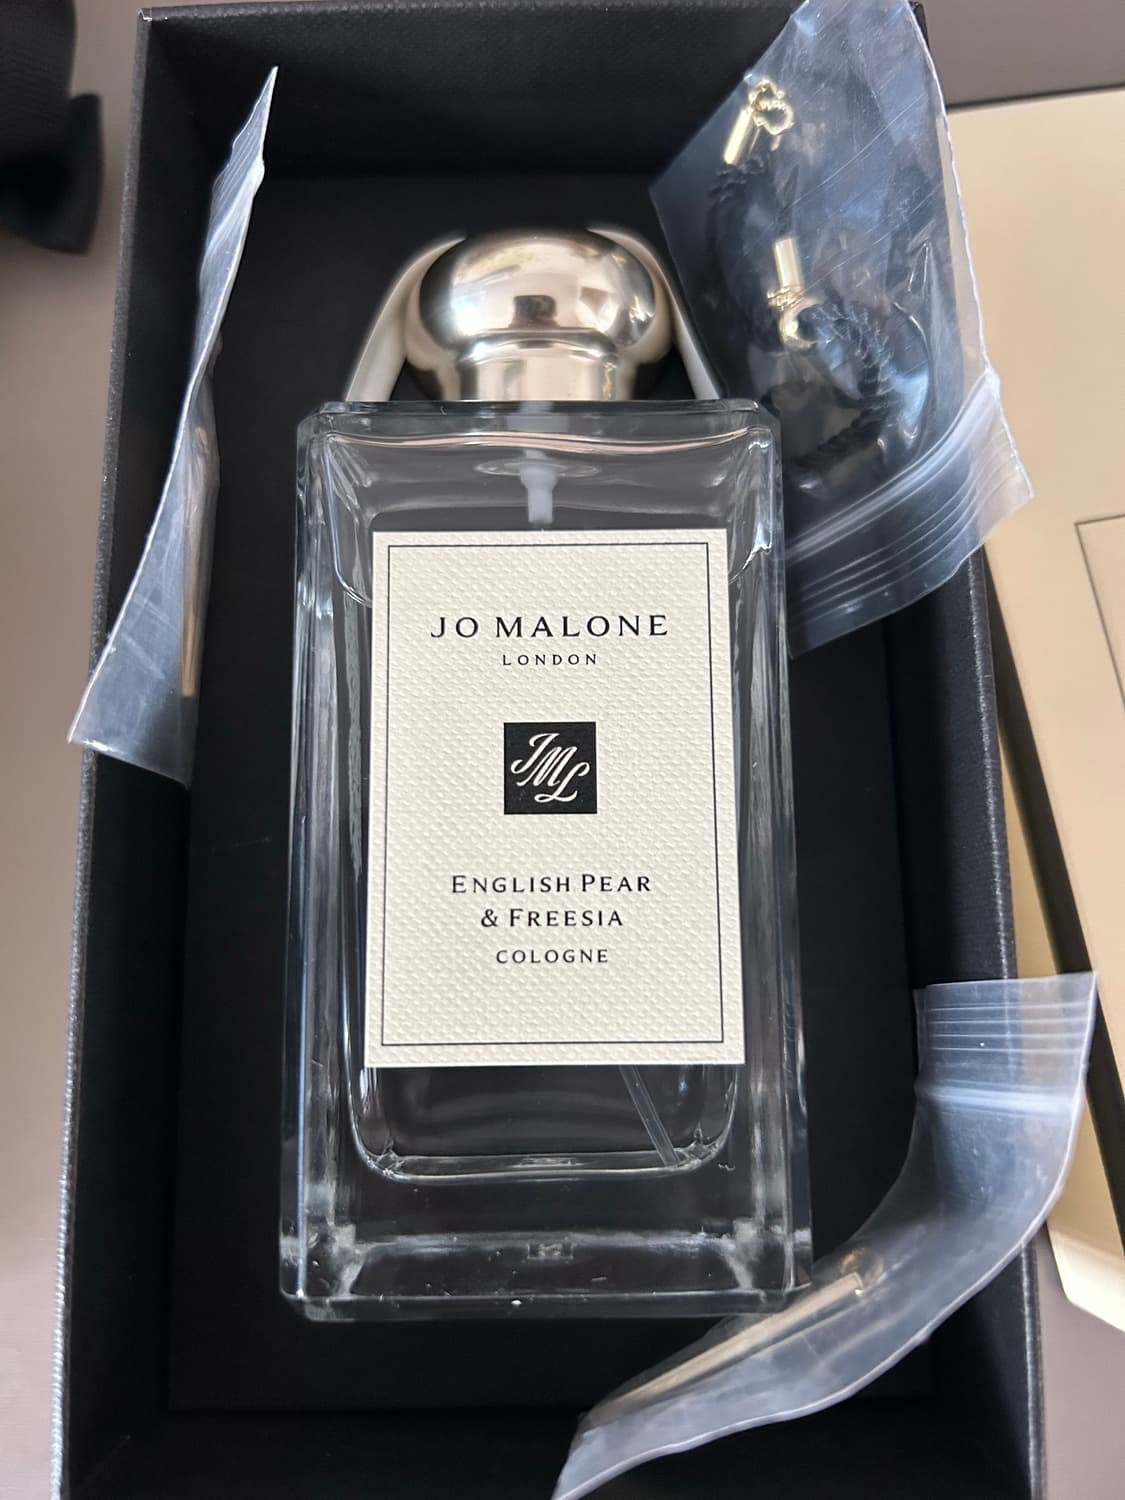 JO MALONE
LONDON
JML
ENGLISH PEAR
& FREESIA
COLOGNE